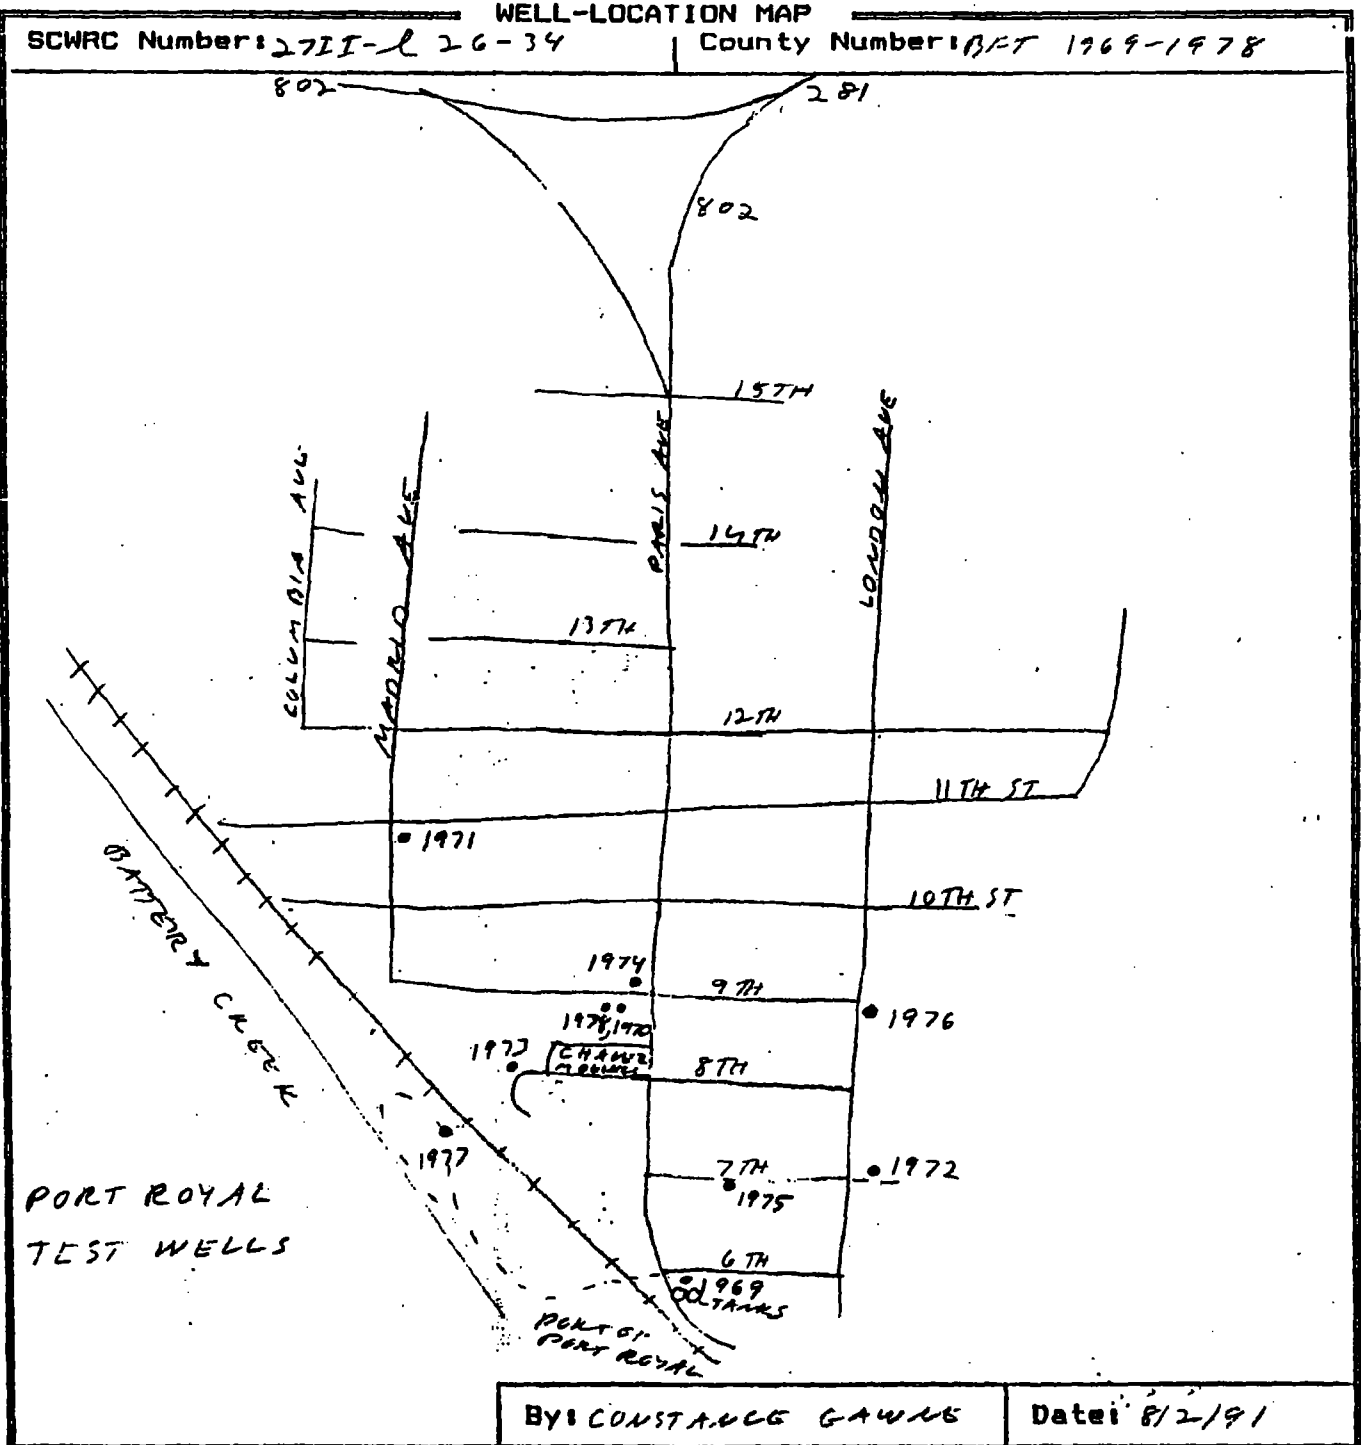 WELL-LOCATION MAP
SCWRC Number: 27II-l 26-34
County Number: BFT 1969-1978
802
281
802
15TH
COLUMBIA AVE
MADRID AVE
PARIS AVE
LONDON AVE
14TH
13TH
12TH
11TH ST
1971
10TH ST
BATTERY CREEK
1974
9TH
1978, 1970
1976
1973
8TH
1977
7TH
1972
1975
PORT ROYAL
TEST WELLS
6TH
1969
TANKS
PORT OF
PORT ROYAL
By: CONSTANCE GAWNE
Date: 8/2/91